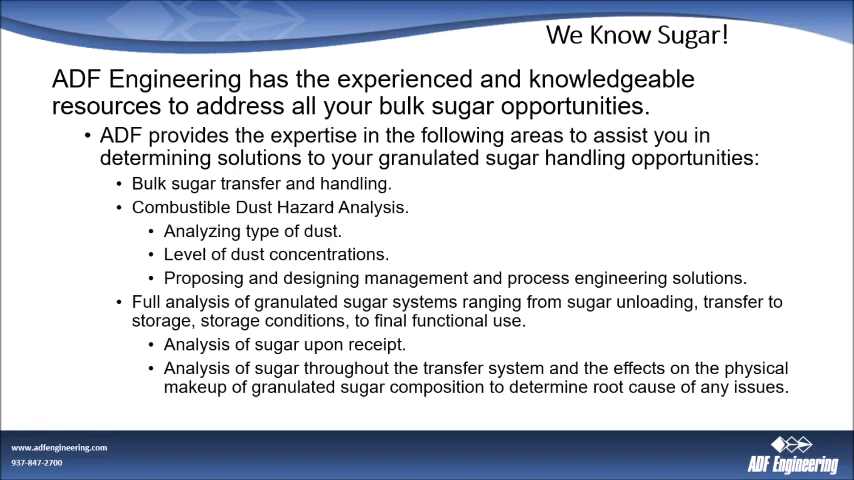 We Know Sugar!
ADF Engineering has the experienced and knowledgeable
resources to address all your bulk sugar opportunities.
• ADF provides the expertise in the following areas to assist you in
determining solutions to your granulated sugar handling opportunities:
• Bulk sugar transfer and handling.
• Combustible Dust Hazard Analysis.
• Analyzing type of dust.
• Level of dust concentrations.
• Proposing and designing management and process engineering solutions.
• Full analysis of granulated sugar systems ranging from sugar unloading, transfer to
storage, storage conditions, to final functional use.
• Analysis of sugar upon receipt.
• Analysis of sugar throughout the transfer system and the effects on the physical
makeup of granulated sugar composition to determine root cause of any issues.
www.adfengineering.com
937-847-2700
ADF Engineering